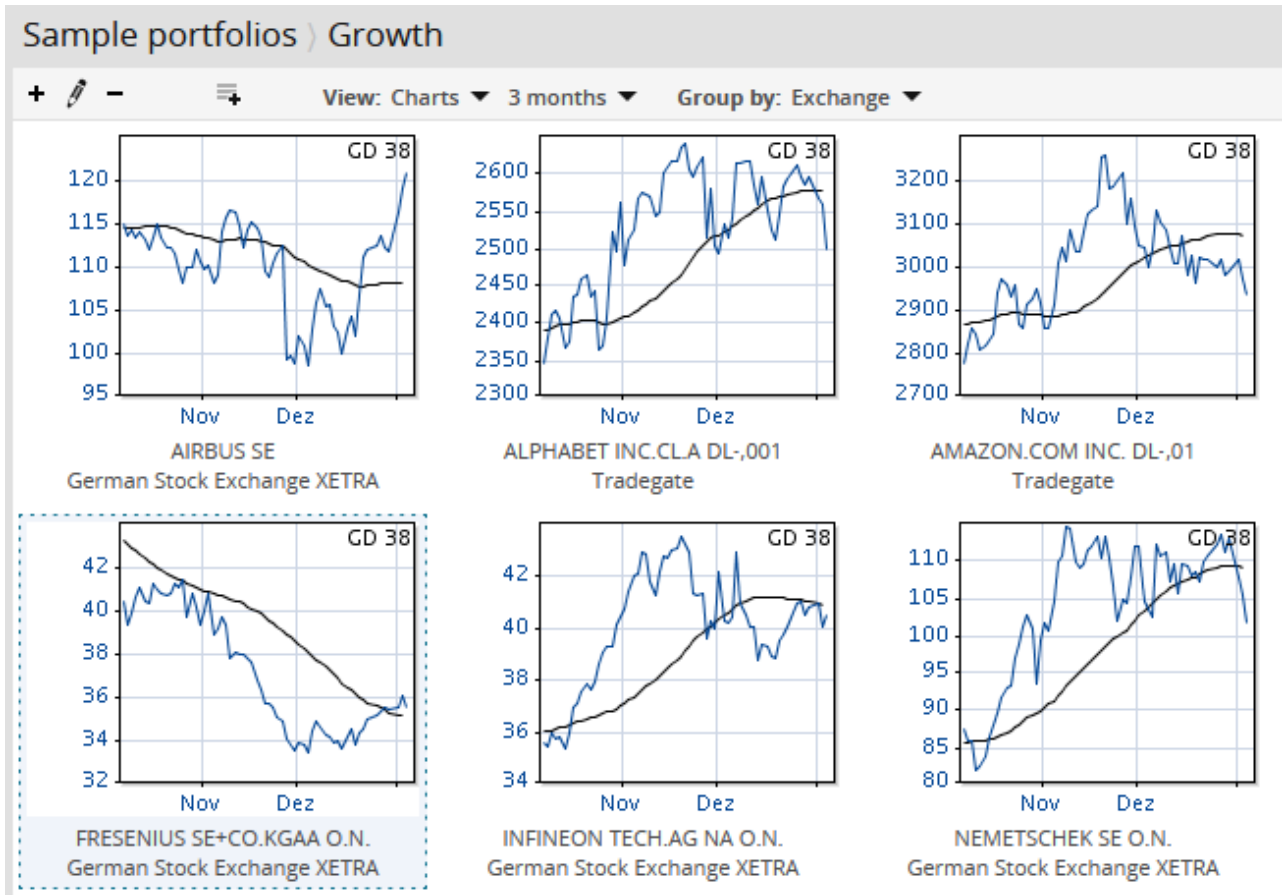 Sample portfolios 〉 Growth
+ − View: Charts ▼ 3 months ▼ Group by: Exchange ▼
GD 38
120
115
110
105
100
95
Nov Dez
AIRBUS SE
German Stock Exchange XETRA
GD 38
2600
2550
2500
2450
2400
2350
2300
Nov Dez
ALPHABET INC.CL.A DL-,001
Tradegate
GD 38
3200
3100
3000
2900
2800
2700
Nov Dez
AMAZON.COM INC. DL-,01
Tradegate
GD 38
42
40
38
36
34
32
Nov Dez
FRESENIUS SE+CO.KGAA O.N.
German Stock Exchange XETRA
GD 38
42
40
38
36
34
Nov Dez
INFINEON TECH.AG NA O.N.
German Stock Exchange XETRA
GD 38
110
105
100
95
90
85
80
Nov Dez
NEMETSCHEK SE O.N.
German Stock Exchange XETRA